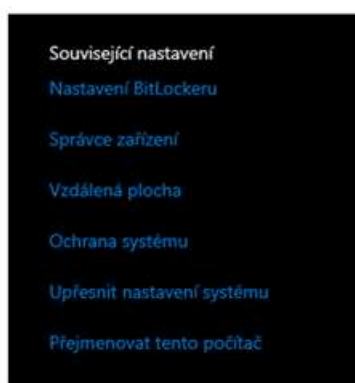 Související nastavení
Nastavení BitLockeru
Správce zařízení
Vzdálená plocha
Ochrana systému
Upřesnit nastavení systému
Přejmenovat tento počítač